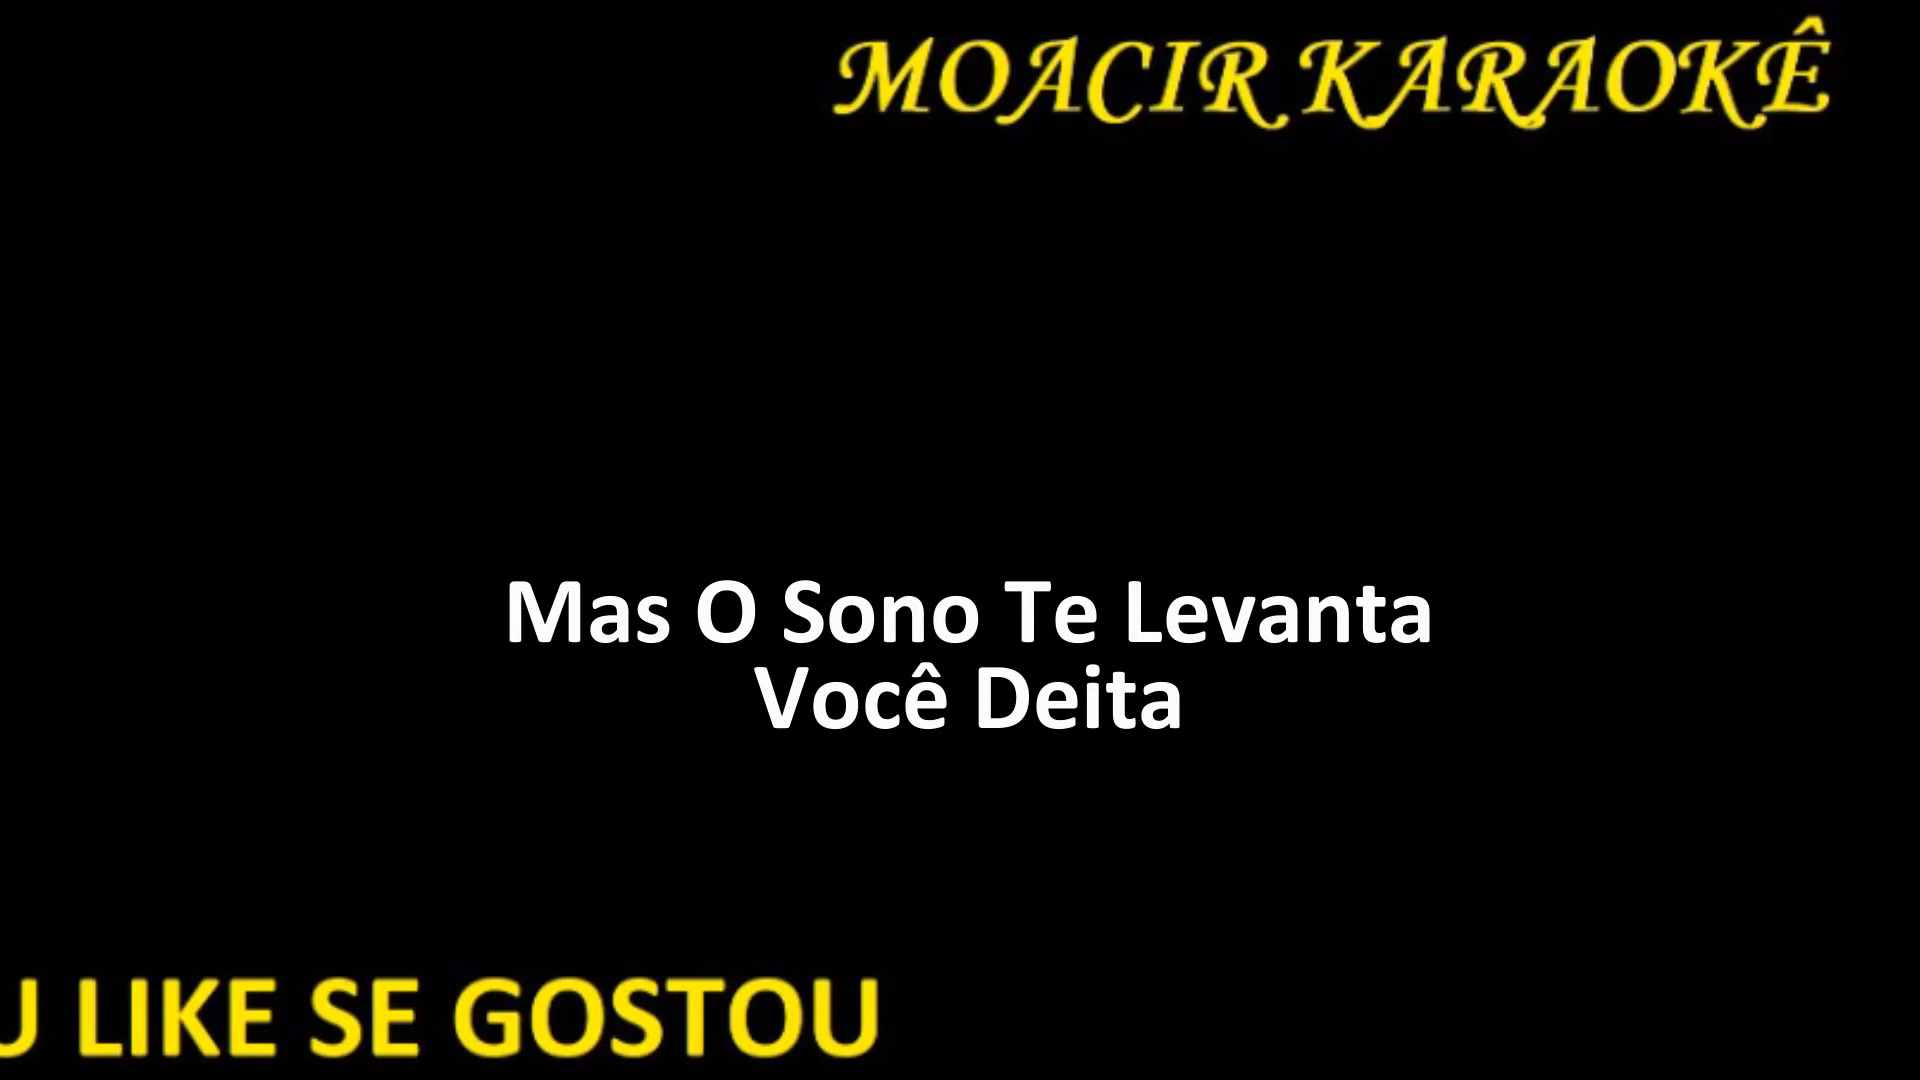 MOACIR KARAOKÊ
Mas O Sono Te Levanta
Você Deita
U LIKE SE GOSTOU